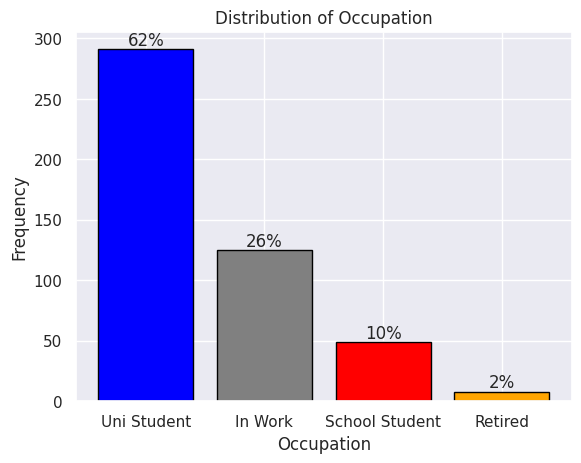 Distribution of Occupation
300
250
200
150
100
50
0
Frequency
62%
26%
10%
2%
Uni Student
In Work
School Student
Retired
Occupation